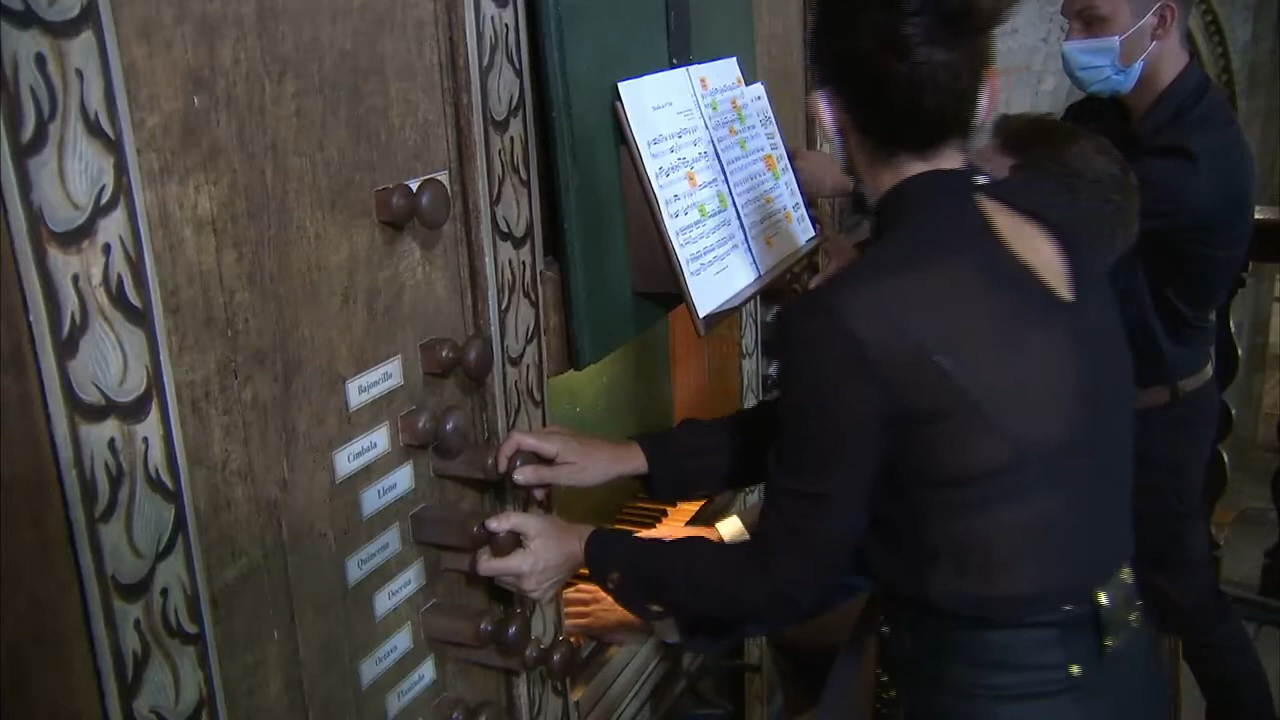 Bajoncillo
Cimbala
Lleno
Quincena
Docena
Octava
Flautado